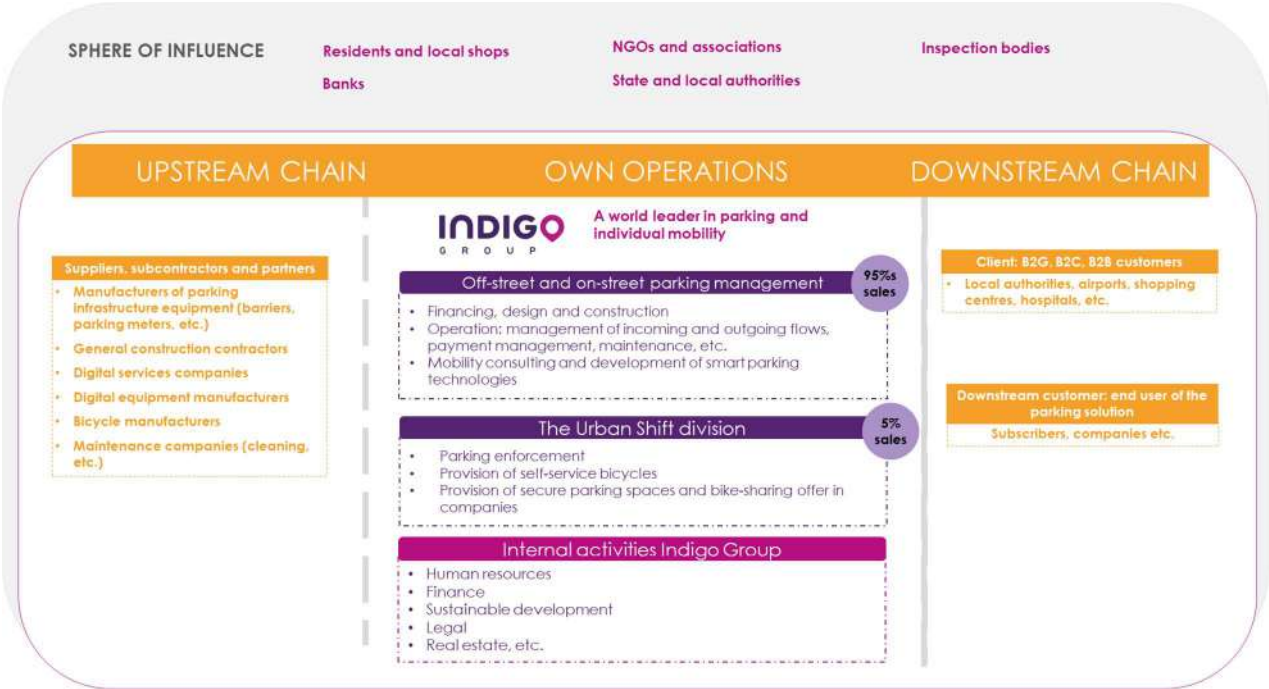 SPHERE OF INFLUENCE
Residents and local shops
Banks
NGOs and associations
State and local authorities
Inspection bodies
UPSTREAM CHAIN
OWN OPERATIONS
DOWNSTREAM CHAIN
Suppliers, subcontractors and partners
• Manufacturers of parking
infrastructure equipment (barriers,
parking meters, etc.)
• General construction contractors
• Digital services companies
• Digital equipment manufacturers
• Bicycle manufacturers
• Maintenance companies (cleaning,
etc.)
INDIGO
GROUP
A world leader in parking and
individual mobility
Off-street and on-street parking management
95%s
sales
• Financing, design and construction
• Operation: management of incoming and outgoing flows,
payment management, maintenance, etc.
• Mobility consulting and development of smart parking
technologies
The Urban Shift division
5%
sales
• Parking enforcement
• Provision of self-service bicycles
• Provision of secure parking spaces and bike-sharing offer in
companies
Internal activities Indigo Group
• Human resources
• Finance
• Sustainable development
• Legal
• Real estate, etc.
Client: B2G, B2C, B2B customers
• Local authorities, airports, shopping
centres, hospitals, etc.
Downstream customer: end user of the
parking solution
Subscribers, companies etc.